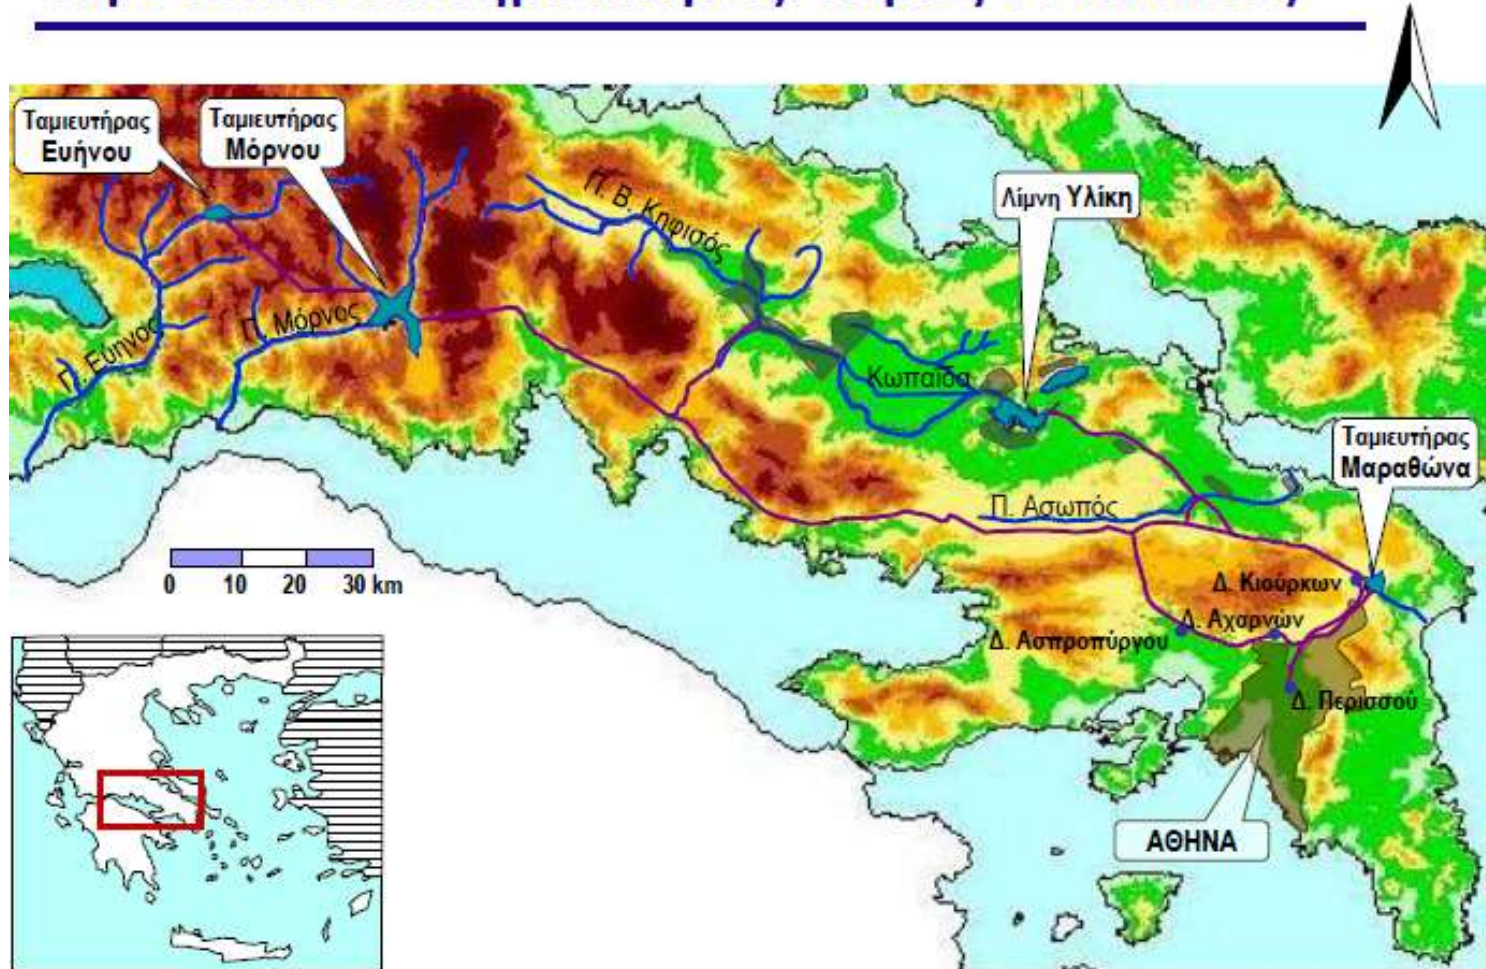 Ταμιευτήρας
Ευήνου
Ταμιευτήρας
Μόρνου
Π. Β. Κηφισός
Λίμνη Υλίκη
Π. Μόρνος
Π. Εύηνος
Κωπαΐδα
Ταμιευτήρας
Μαραθώνα
Π. Ασωπός
0 10 20 30 km
Δ. Κιούρκων
Δ. Αχαρνών
Δ. Ασπροπύργου
Δ. Περισσού
ΑΘΗΝΑ